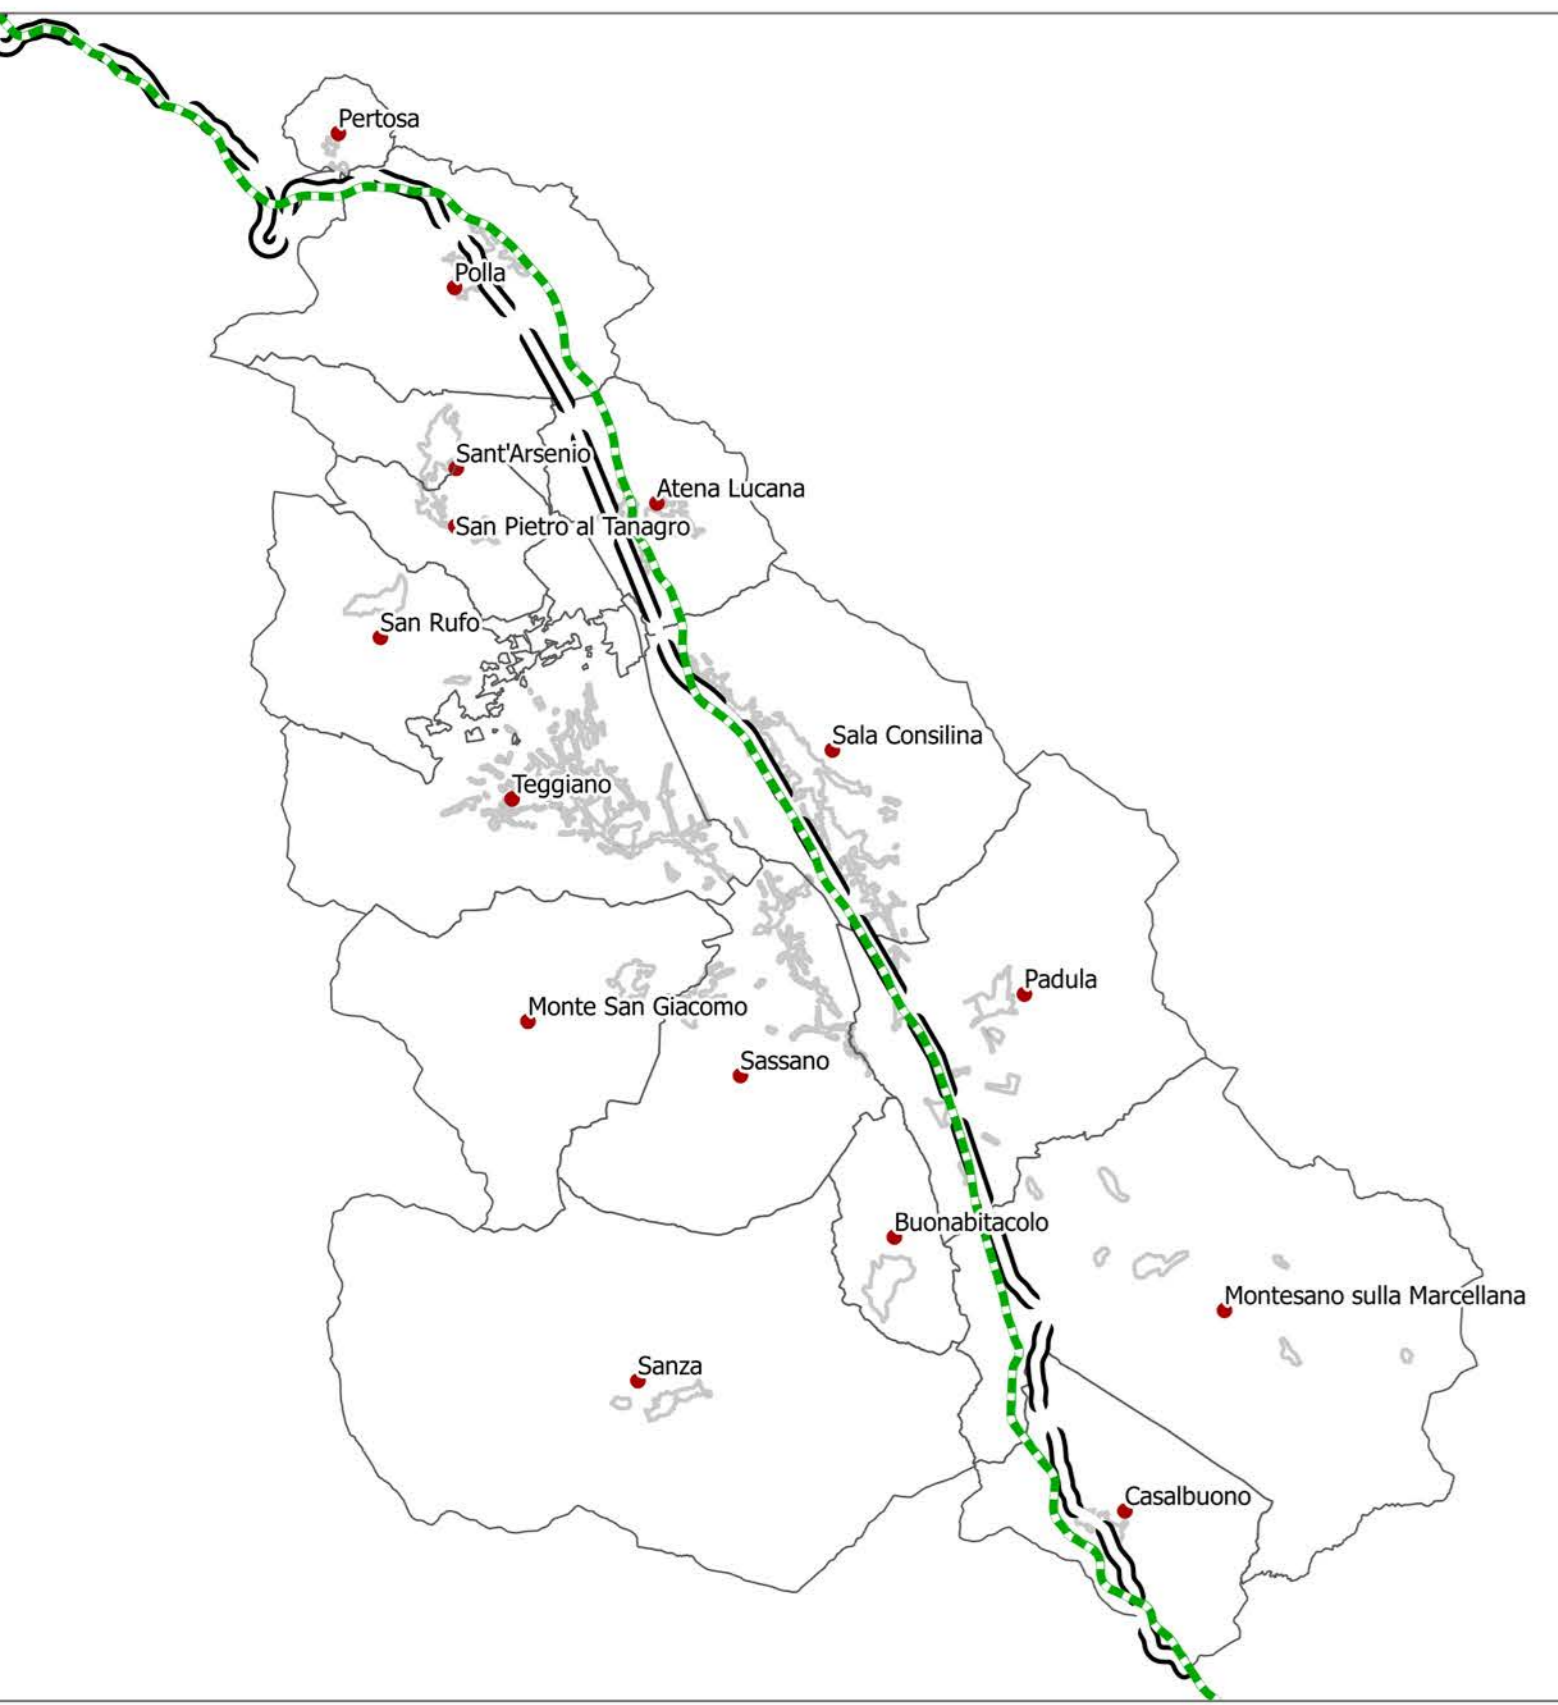 Pertosa
Polla
Sant'Arsenio
Atena Lucana
San Pietro al Tanagro
San Rufo
Sala Consilina
Teggiano
Padula
Monte San Giacomo
Sassano
Buonabitacolo
Montesano sulla Marcellana
Sanza
Casalbuono